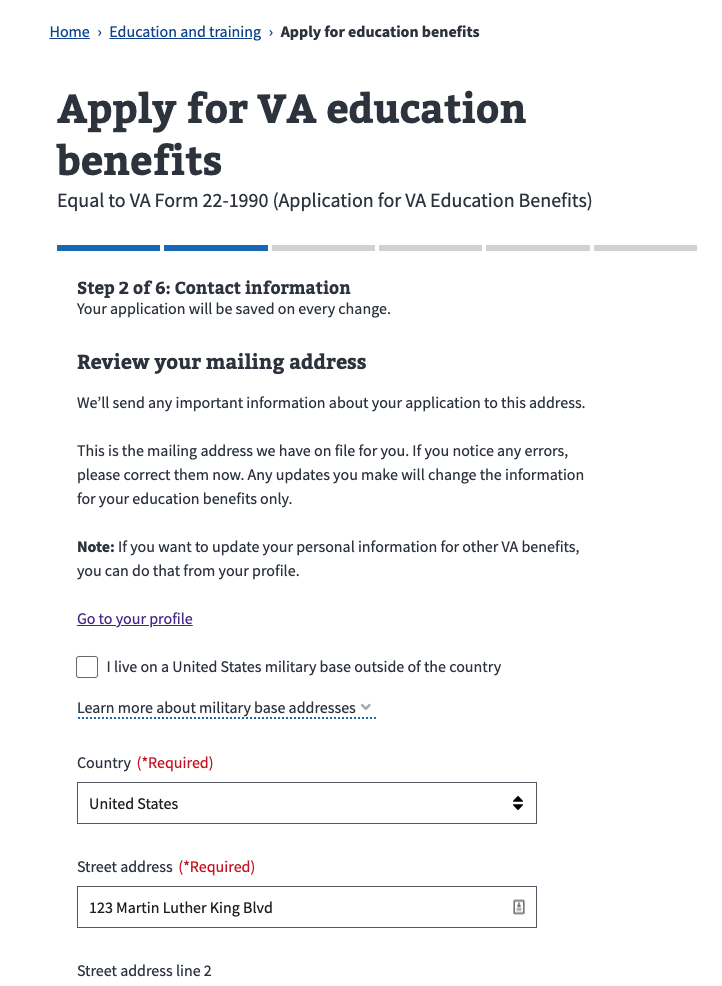 Home › Education and training › Apply for education benefits
Apply for VA education
benefits
Equal to VA Form 22-1990 (Application for VA Education Benefits)
Step 2 of 6: Contact information
Your application will be saved on every change.
Review your mailing address
We’ll send any important information about your application to this address.
This is the mailing address we have on file for you. If you notice any errors,
please correct them now. Any updates you make will change the information
for your education benefits only.
Note: If you want to update your personal information for other VA benefits,
you can do that from your profile.
Go to your profile
I live on a United States military base outside of the country
Learn more about military base addresses
Country (*Required)
United States
Street address (*Required)
123 Martin Luther King Blvd
Street address line 2